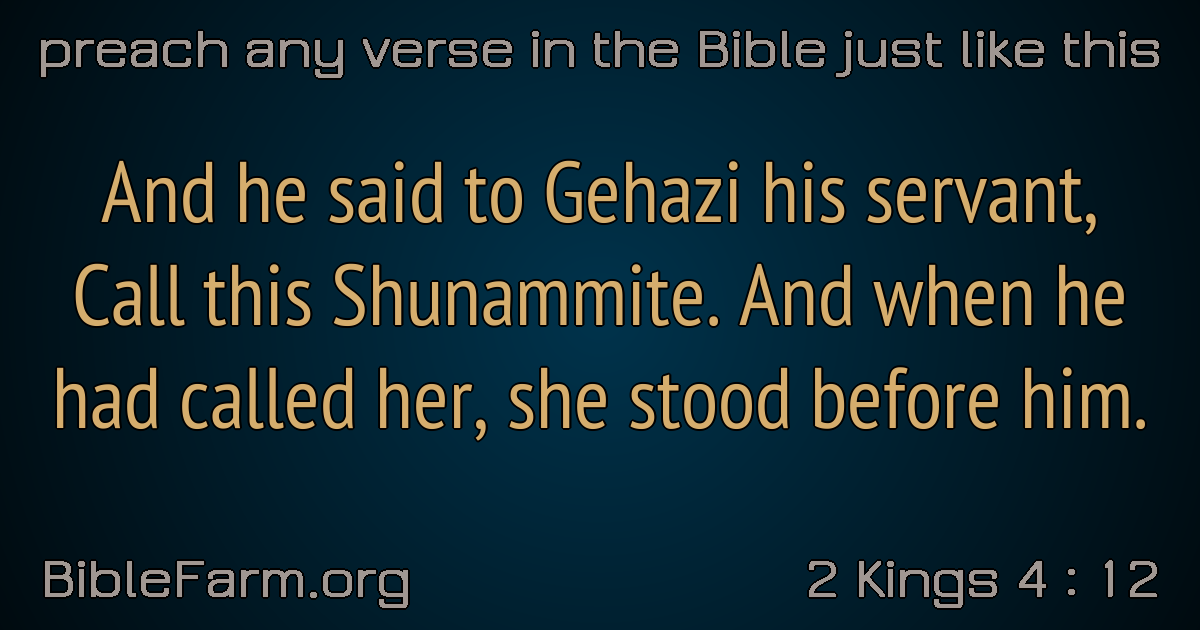 preach any verse in the Bible just like this
And he said to Gehazi his servant,
Call this Shunammite. And when he
had called her, she stood before him.
BibleFarm.org
2 Kings 4 : 12